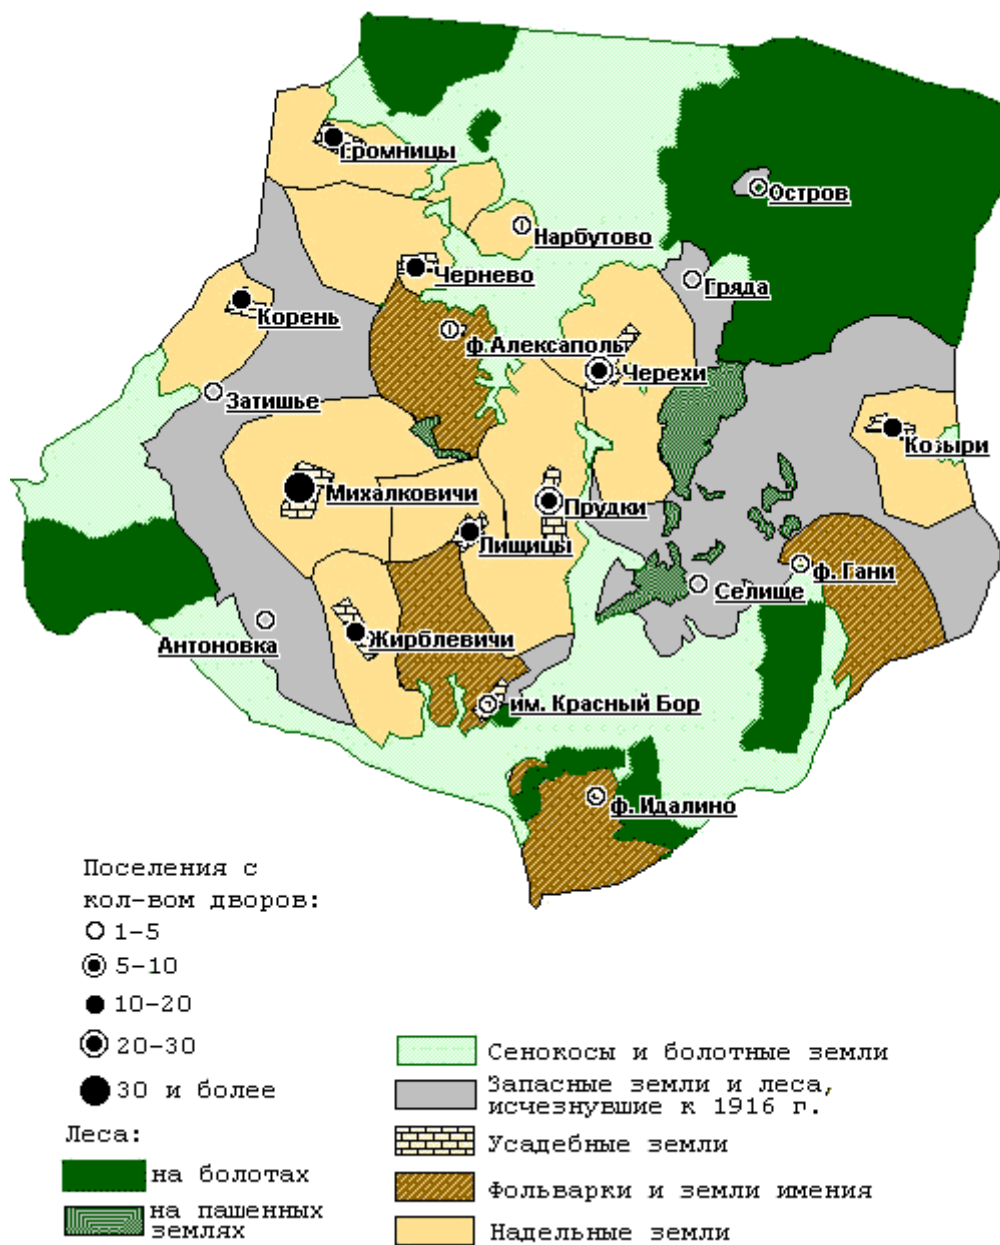 Громницы
Остров
Нарбутово
Чернево
Гряда
Корень
ф.Алексаполь
Черехи
Затишье
Козыри
Михалковичи
Прудки
Лищицы
ф. Гани
Селище
Антоновка
Жирблевичи
им. Красный Бор
ф. Идалино
Поселения с
кол-вом дворов:
1-5
5-10
10-20
20-30
30 и более
Леса:
на болотах
на пашенных
землях
Сенокосы и болотные земли
Запасные земли и леса,
исчезнувшие к 1916 г.
Усадебные земли
Фольварки и земли имения
Надельные земли